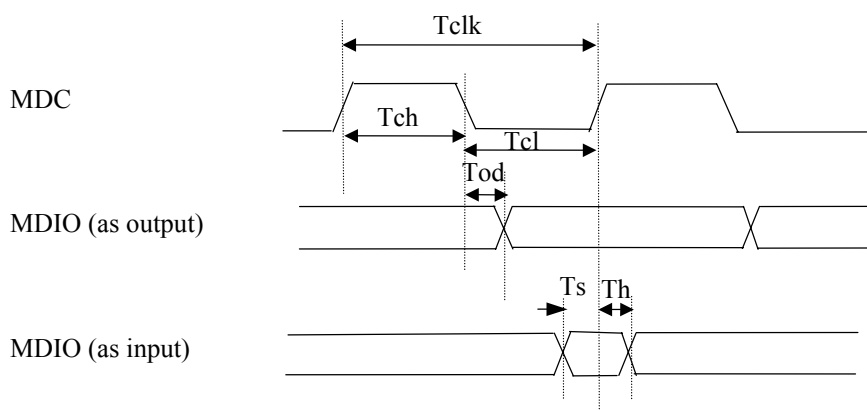 Tclk
MDC
Tch
Tcl
Tod
MDIO (as output)
Ts Th
MDIO (as input)